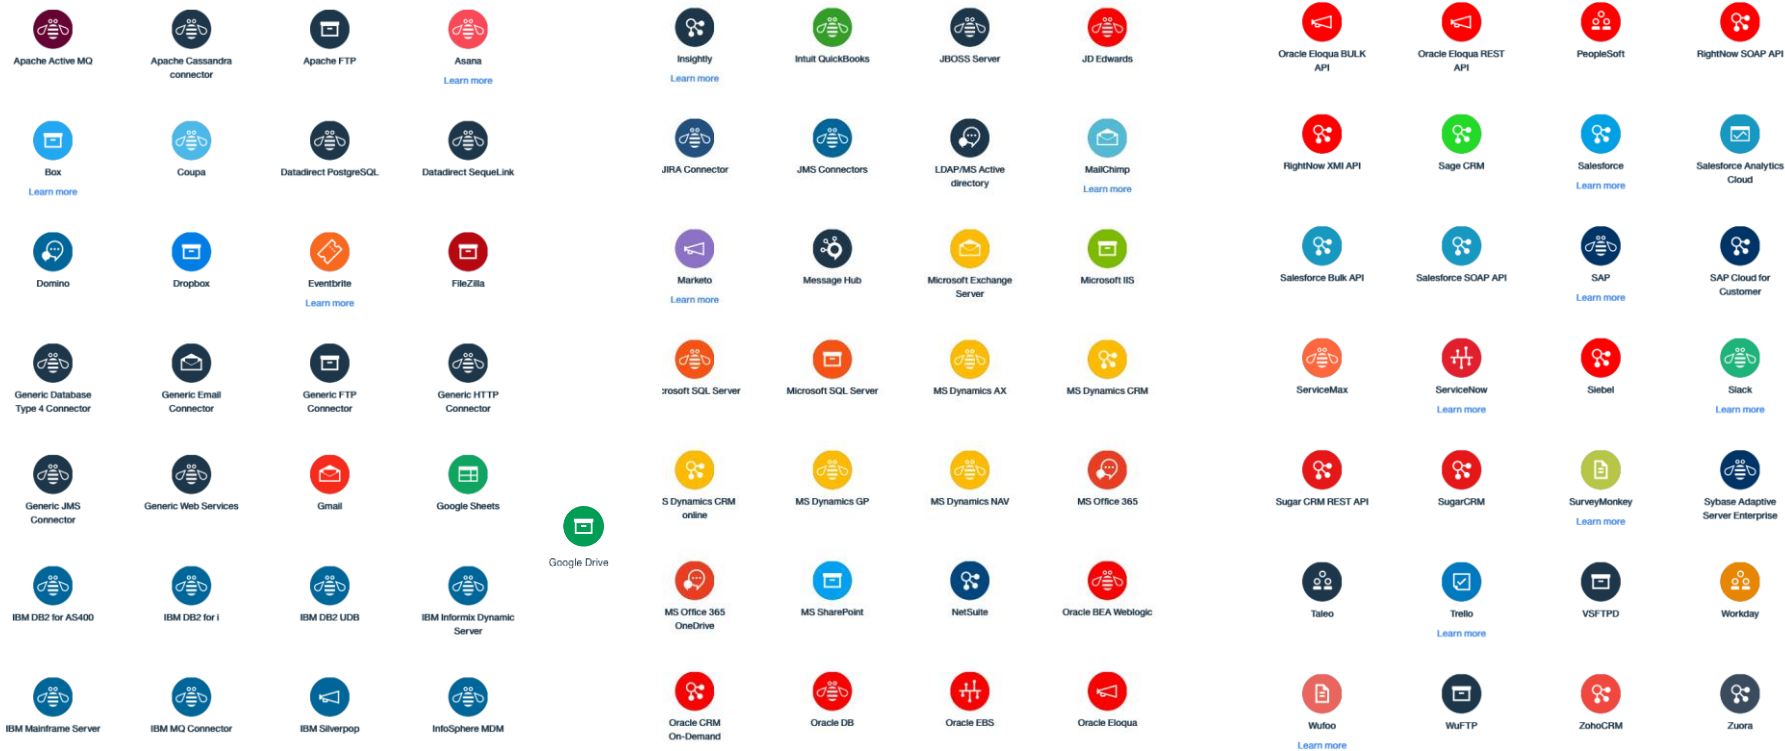 Apache Active MQ
Apache Cassandra
connector
Apache FTP
Asana
Learn more
Box
Learn more
Coupa
Datadirect PostgreSQL
Datadirect SequeLink
Domino
Dropbox
Eventbrite
Learn more
FileZilla
Generic Database
Type 4 Connector
Generic Email
Connector
Generic FTP
Connector
Generic HTTP
Connector
Generic JMS
Connector
Generic Web Services
Gmail
Google Sheets
IBM DB2 for AS400
IBM DB2 for i
IBM DB2 UDB
IBM Informix Dynamic
Server
IBM Mainframe Server
IBM MQ Connector
IBM Silverpop
InfoSphere MDM
Google Drive
Insightly
Learn more
Intuit QuickBooks
JBOSS Server
JD Edwards
JIRA Connector
JMS Connectors
LDAP/MS Active
directory
MailChimp
Learn more
Marketo
Learn more
Message Hub
Microsoft Exchange
Server
Microsoft IIS
crosoft SQL Server
Microsoft SQL Server
MS Dynamics AX
MS Dynamics CRM
S Dynamics CRM
online
MS Dynamics GP
MS Dynamics NAV
MS Office 365
MS Office 365
OneDrive
MS SharePoint
NetSuite
Oracle BEA Weblogic
Oracle CRM
On-Demand
Oracle DB
Oracle EBS
Oracle Eloqua
Oracle Eloqua BULK
API
Oracle Eloqua REST
API
PeopleSoft
RightNow SOAP API
RightNow XMI API
Sage CRM
Salesforce
Learn more
Salesforce Analytics
Cloud
Salesforce Bulk API
Salesforce SOAP API
SAP
Learn more
SAP Cloud for
Customer
ServiceMax
ServiceNow
Learn more
Siebel
Slack
Learn more
Sugar CRM REST API
SugarCRM
SurveyMonkey
Learn more
Sybase Adaptive
Server Enterprise
Taleo
Trello
Learn more
VSFTPD
Workday
Wufoo
Learn more
WuFTP
ZohoCRM
Zuora